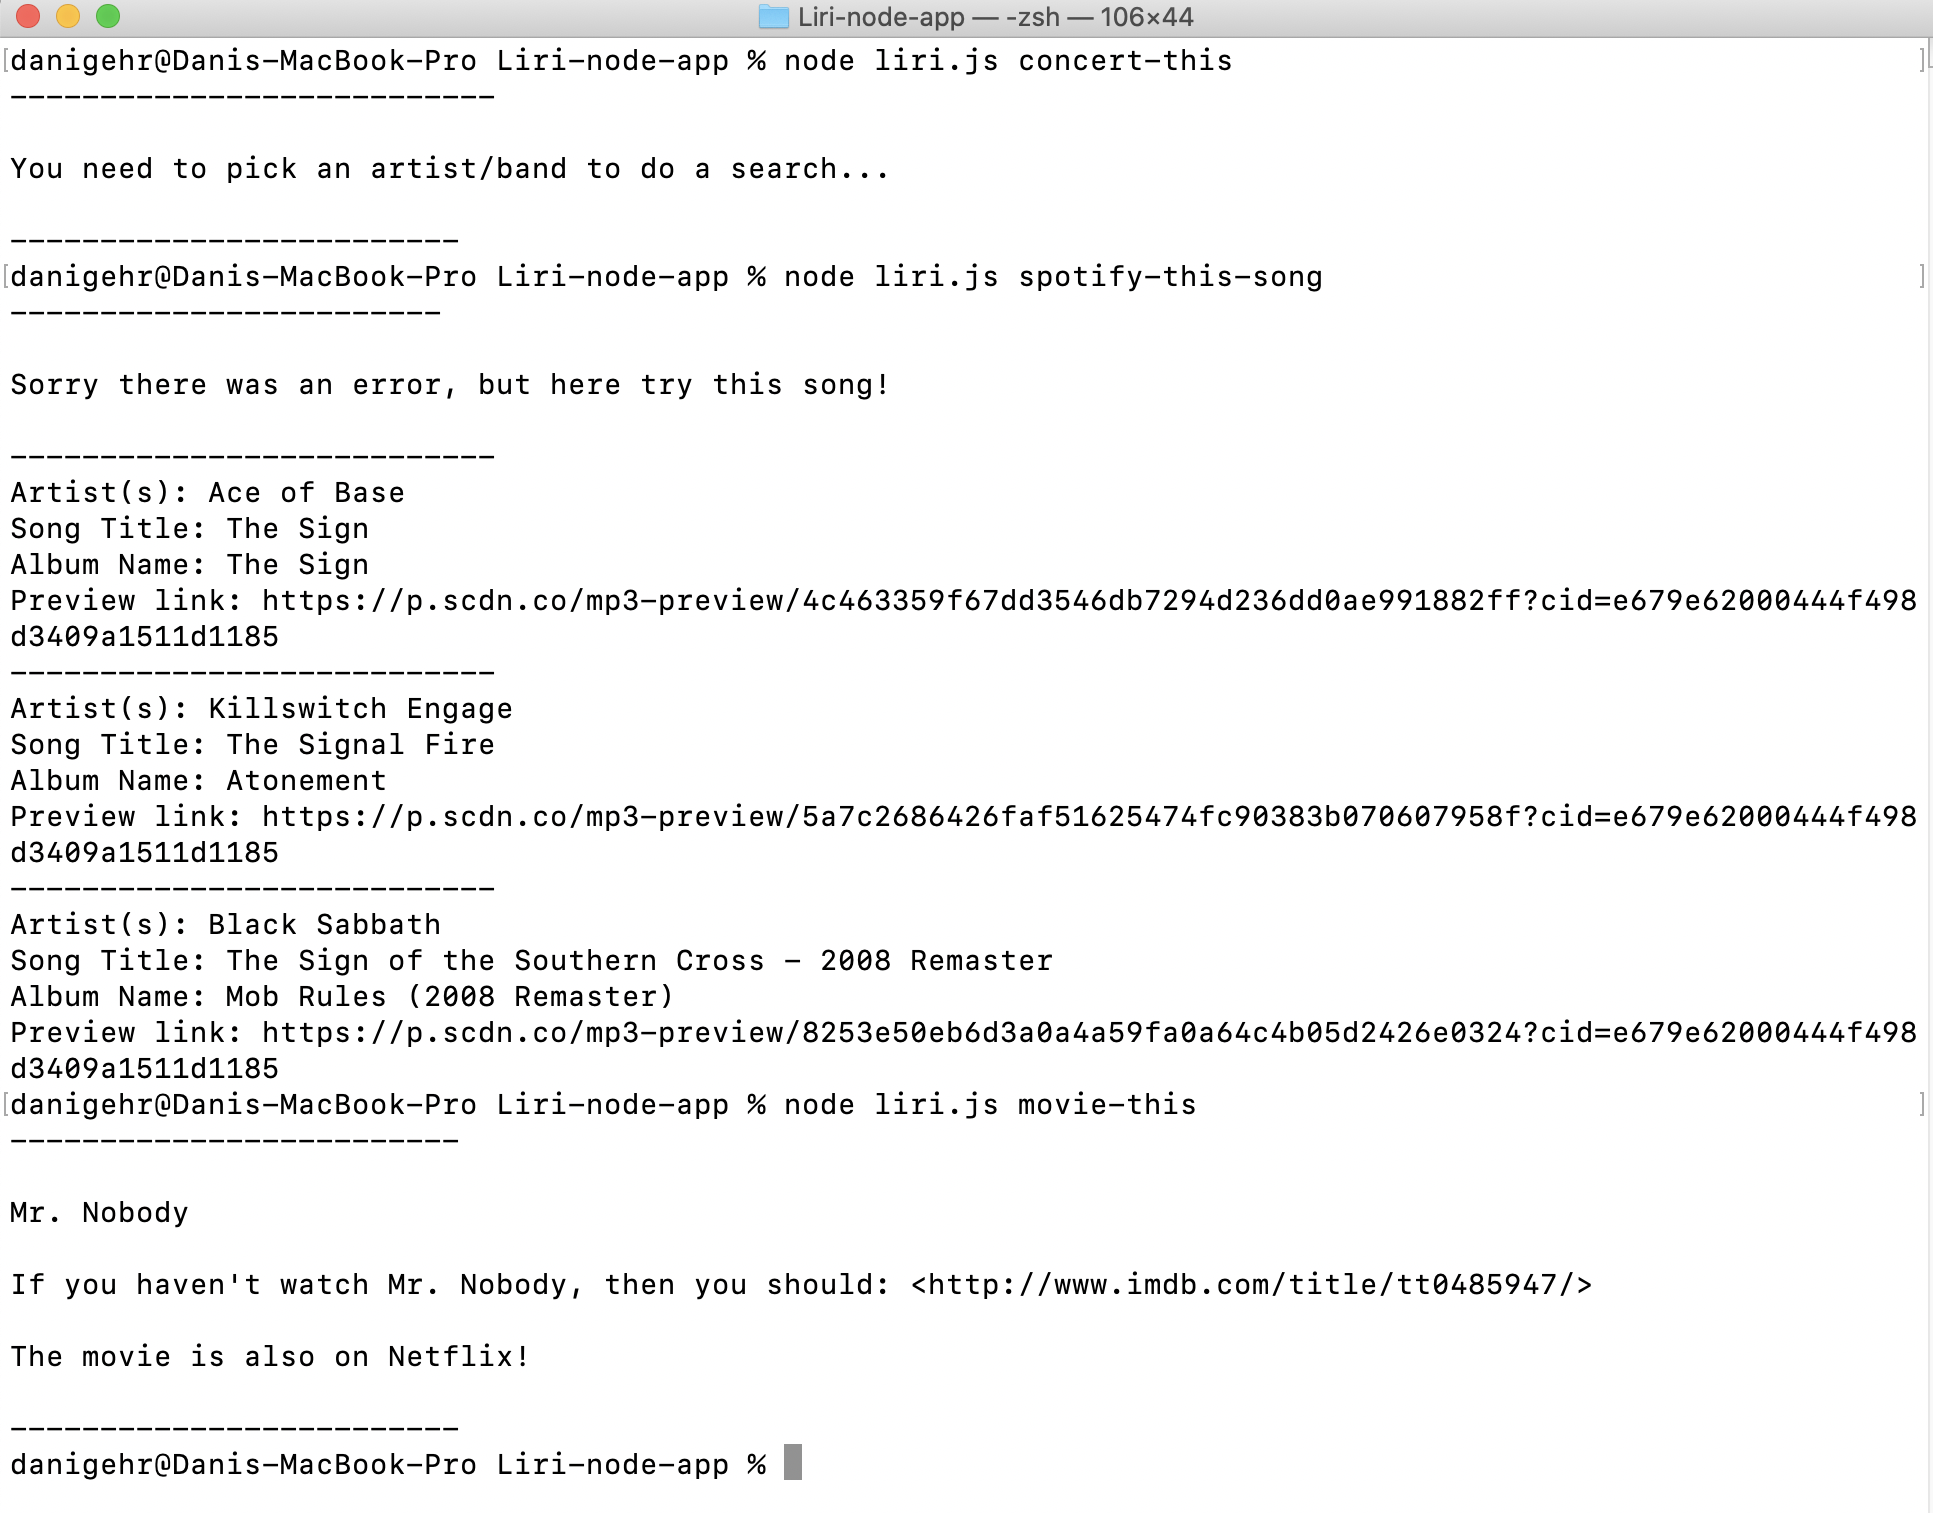 Liri-node-app — -zsh — 106×44
danigehr@Danis-MacBook-Pro Liri-node-app % node liri.js concert-this
---------------------------
You need to pick an artist/band to do a search...
-------------------------
danigehr@Danis-MacBook-Pro Liri-node-app % node liri.js spotify-this-song
------------------------
Sorry there was an error, but here try this song!
---------------------------
Artist(s): Ace of Base
Song Title: The Sign
Album Name: The Sign
Preview link: https://p.scdn.co/mp3-preview/4c463359f67dd3546db7294d236dd0ae991882ff?cid=e679e62000444f498
d3409a1511d1185
---------------------------
Artist(s): Killswitch Engage
Song Title: The Signal Fire
Album Name: Atonement
Preview link: https://p.scdn.co/mp3-preview/5a7c2686426faf51625474fc90383b070607958f?cid=e679e62000444f498
d3409a1511d1185
---------------------------
Artist(s): Black Sabbath
Song Title: The Sign of the Southern Cross - 2008 Remaster
Album Name: Mob Rules (2008 Remaster)
Preview link: https://p.scdn.co/mp3-preview/8253e50eb6d3a0a4a59fa0a64c4b05d2426e0324?cid=e679e62000444f498
d3409a1511d1185
danigehr@Danis-MacBook-Pro Liri-node-app % node liri.js movie-this
-------------------------
Mr. Nobody
If you haven't watch Mr. Nobody, then you should: <http://www.imdb.com/title/tt0485947/>
The movie is also on Netflix!
-------------------------
danigehr@Danis-MacBook-Pro Liri-node-app %